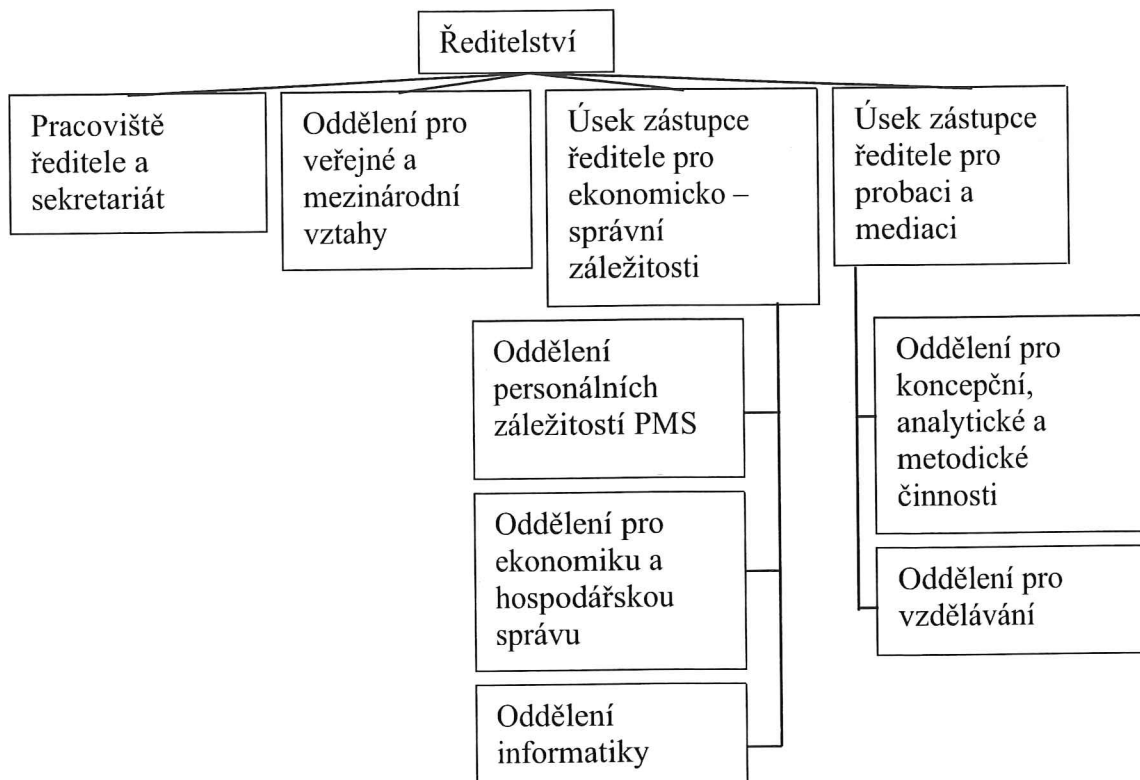 Ředitelství
Pracoviště
ředitele a
sekretariát
Oddělení pro
veřejné a
mezinárodní
vztahy
Úsek zástupce
ředitele pro
ekonomicko –
správní
záležitosti
Úsek zástupce
ředitele pro
probaci a
mediaci
Oddělení
personálních
záležitostí PMS
Oddělení pro
ekonomiku a
hospodářskou
správu
Oddělení
informatiky
Oddělení pro
koncepční,
analytické a
metodické
činnosti
Oddělení pro
vzdělávání